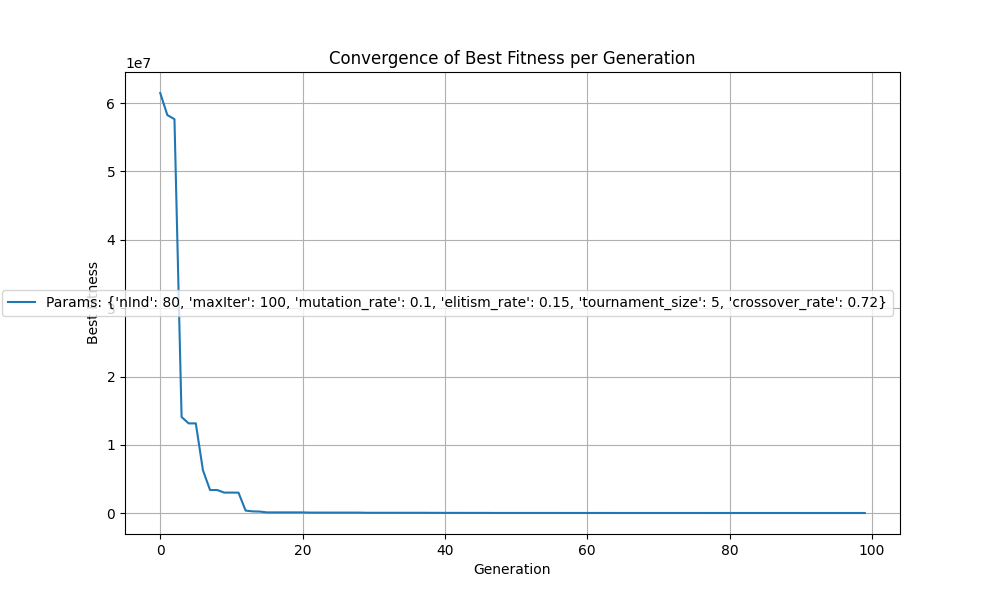 Convergence of Best Fitness per Generation
1e7
6
5
4
Params: {'nInd': 80, 'maxIter': 100, 'mutation_rate': 0.1, 'elitism_rate': 0.15, 'tournament_size': 5, 'crossover_rate': 0.72}
2
1
0
0 20 40 60 80 100
Generation
Best